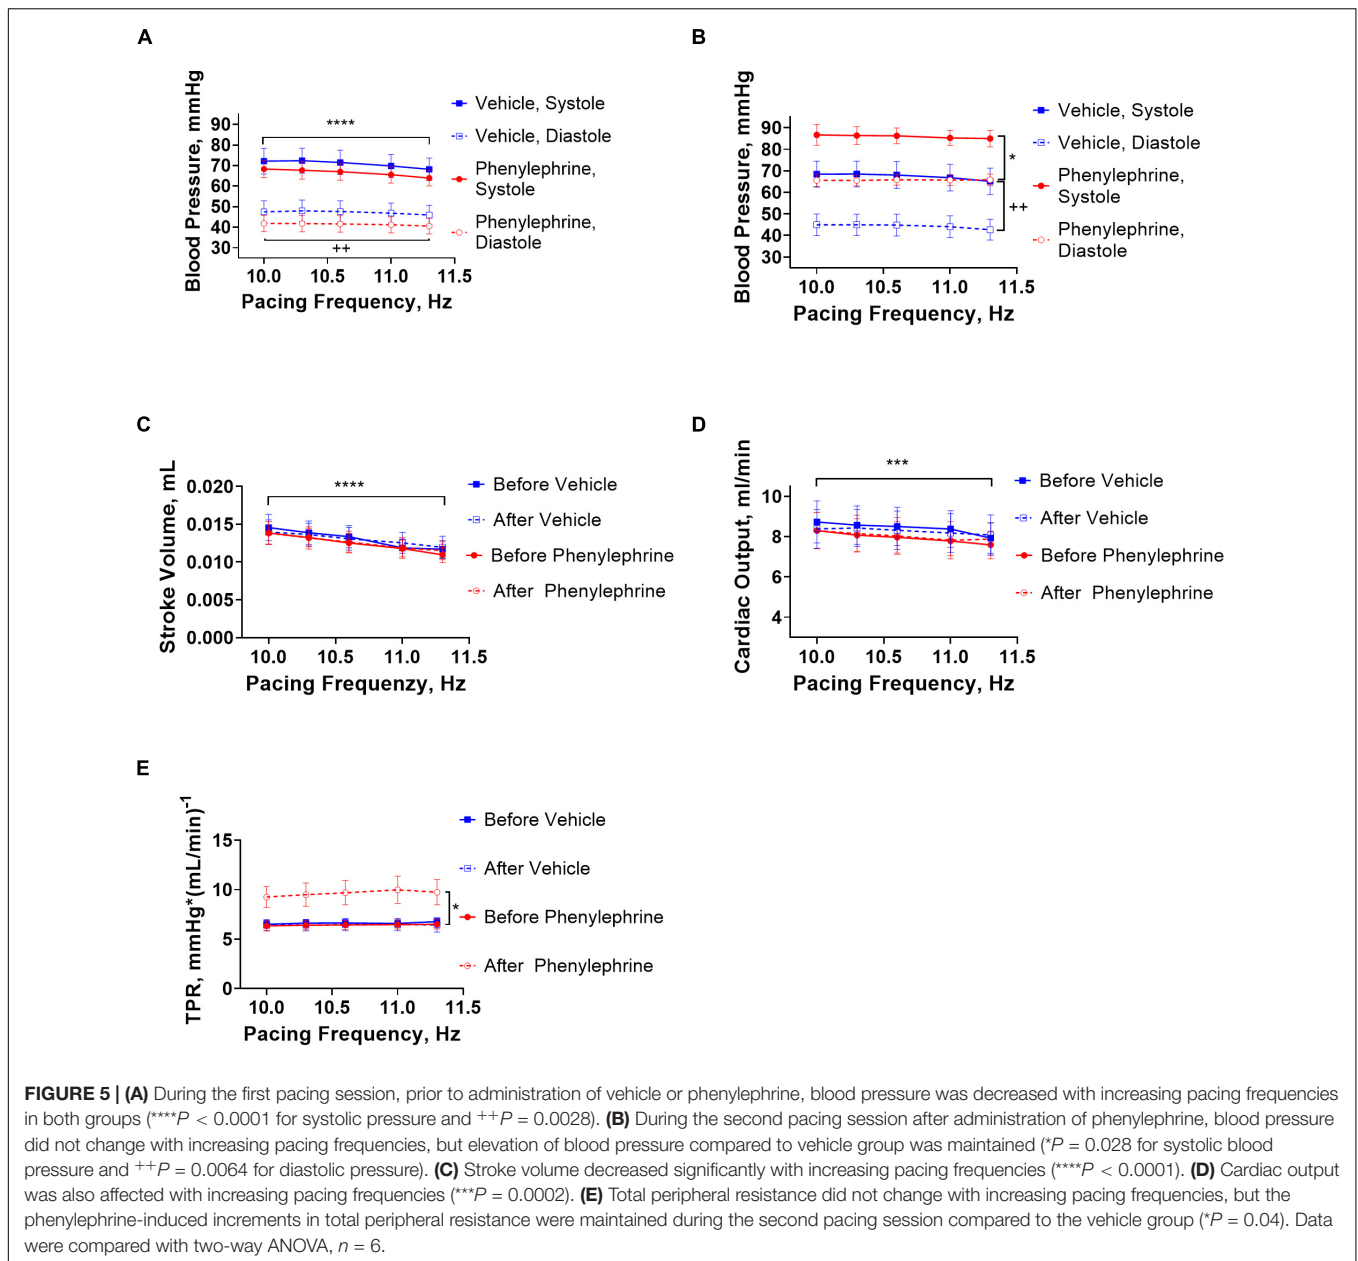 A
Blood Pressure, mmHg
90
80
70
60
50
40
30
10.0 10.5 11.0 11.5
Pacing Frequency, Hz
****
++
Vehicle, Systole
Vehicle, Diastole
Phenylephrine,
Systole
Phenylephrine,
Diastole
B
Blood Pressure, mmHg
90
80
70
60
50
40
30
10.0 10.5 11.0 11.5
Pacing Frequency, Hz
*
++
Vehicle, Systole
Vehicle, Diastole
Phenylephrine,
Systole
Phenylephrine,
Diastole
C
Stroke Volume, mL
0.020
0.015
0.010
0.005
0.000
10.0 10.5 11.0 11.5
Pacing Frequenzy, Hz
****
Before Vehicle
After Vehicle
Before Phenylephrine
After Phenylephrine
D
Cardiac Output, ml/min
10
8
6
4
10.0 10.5 11.0 11.5
Pacing Frequency, Hz
***
Before Vehicle
After Vehicle
Before Phenylephrine
After Phenylephrine
E
TPR, mmHg*(mL/min)⁻¹
15
10
5
0
10.0 10.5 11.0 11.5
Pacing Frequency, Hz
*
Before Vehicle
After Vehicle
Before Phenylephrine
After Phenylephrine
FIGURE 5 | (A) During the first pacing session, prior to administration of vehicle or phenylephrine, blood pressure was decreased with increasing pacing frequencies
in both groups (****P < 0.0001 for systolic pressure and ⁺⁺P = 0.0028). (B) During the second pacing session after administration of phenylephrine, blood pressure
did not change with increasing pacing frequencies, but elevation of blood pressure compared to vehicle group was maintained (*P = 0.028 for systolic blood
pressure and ⁺⁺P = 0.0064 for diastolic pressure). (C) Stroke volume decreased significantly with increasing pacing frequencies (****P < 0.0001). (D) Cardiac output
was also affected with increasing pacing frequencies (***P = 0.0002). (E) Total peripheral resistance did not change with increasing pacing frequencies, but the
phenylephrine-induced increments in total peripheral resistance were maintained during the second pacing session compared to the vehicle group (*P = 0.04). Data
were compared with two-way ANOVA, n = 6.